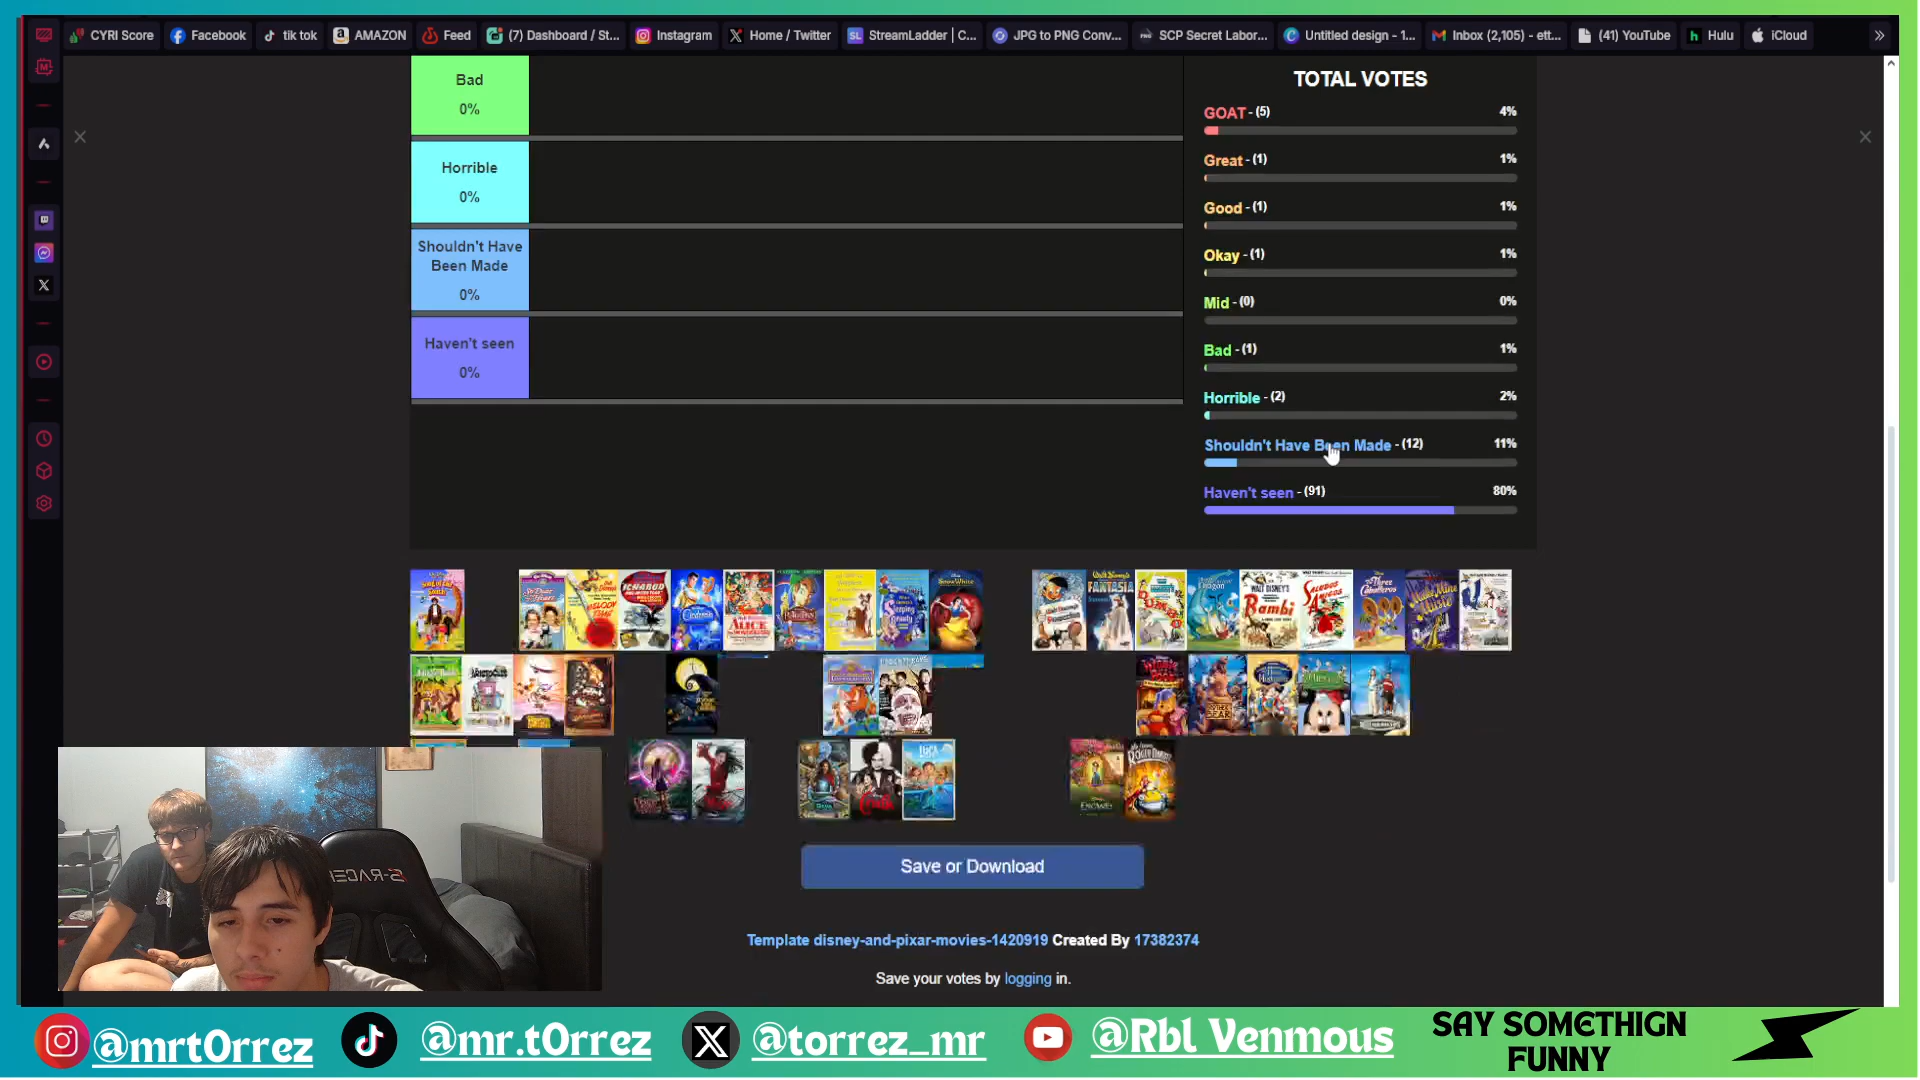 CYRI Score Facebook tik tok AMAZON Feed (7) Dashboard / St... Instagram Home / Twitter StreamLadder | C... JPG to PNG Conv... SCP Secret Labor... Untitled design - 1... Inbox (2,105) - ett... (41) YouTube Hulu iCloud
Bad
0%
Horrible
0%
Shouldn't Have
Been Made
0%
Haven't seen
0%
TOTAL VOTES
GOAT - (5) 4%
Great - (1) 1%
Good - (1) 1%
Okay - (1) 1%
Mid - (0) 0%
Bad - (1) 1%
Horrible - (2) 2%
Shouldn't Have Been Made - (12) 11%
Haven't seen - (91) 80%
FANTASIA
Bambi
LUCA
Save or Download
Template disney-and-pixar-movies-1420919 Created By 17382374
Save your votes by logging in.
@mrt0rrez @mr.t0rrez @torrez_mr @Rbl Venmous
SAY SOMETHIGN
FUNNY